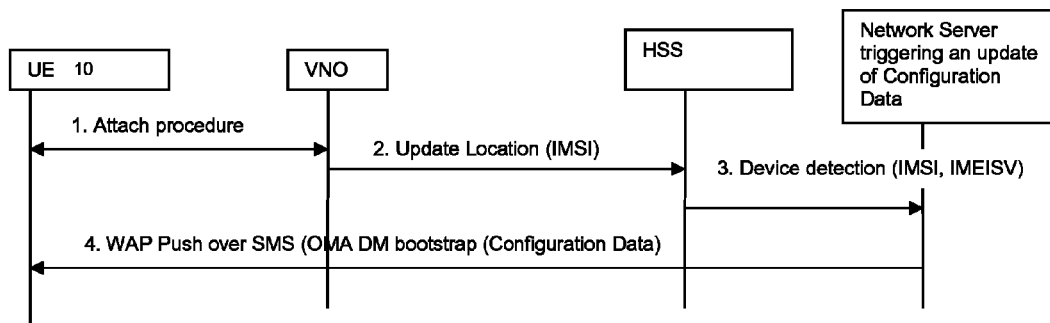 UE 10
VNO
HSS
Network Server
triggering an update
of Configuration
Data
1. Attach procedure
2. Update Location (IMSI)
3. Device detection (IMSI, IMEISV)
4. WAP Push over SMS (OMA DM bootstrap (Configuration Data)